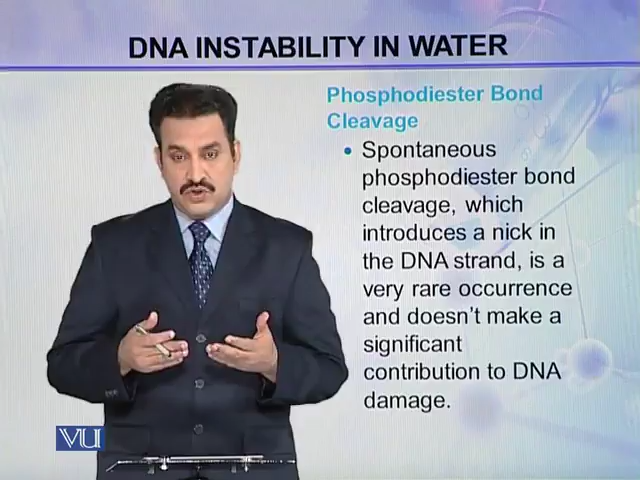 DNA INSTABILITY IN WATER
Phosphodiester Bond
Cleavage
• Spontaneous
phosphodiester bond
cleavage, which
introduces a nick in
the DNA strand, is a
very rare occurrence
and doesn't make a
significant
contribution to DNA
damage.
VU